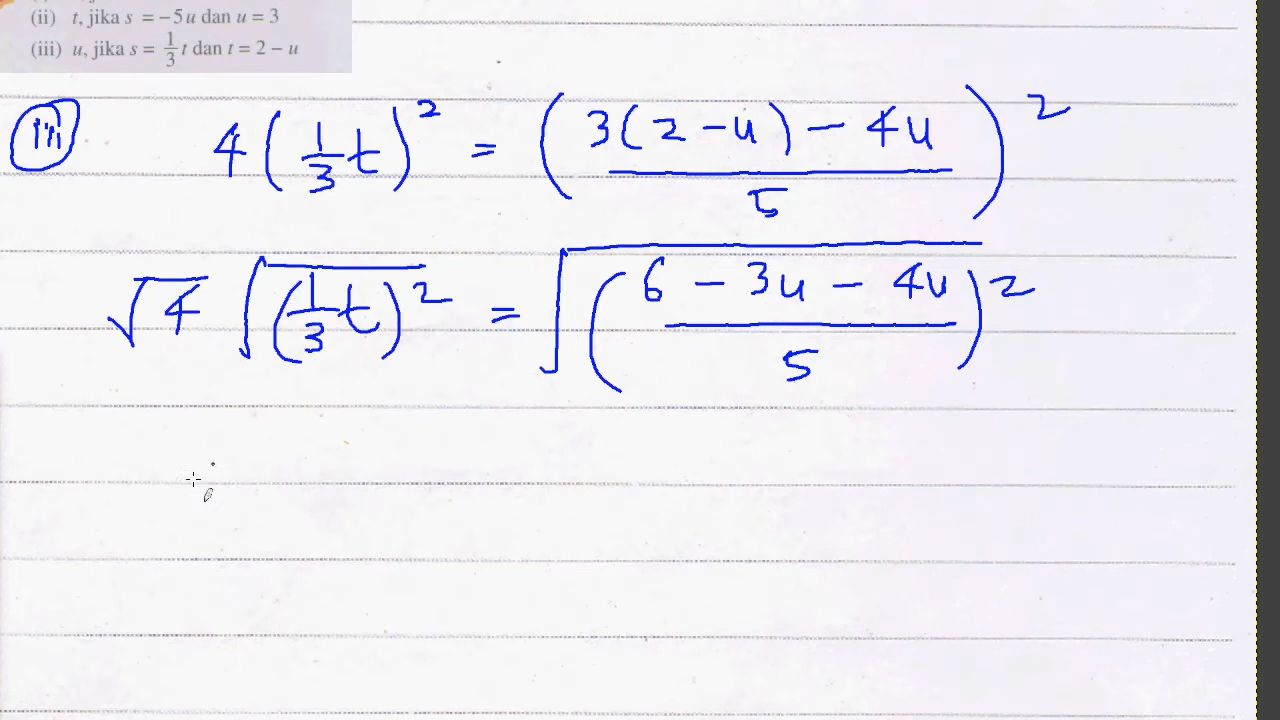 (ii) t, jika s = –5u dan u = 3
(iii) u, jika s = 1/3 t dan t = 2 – u
iii 4(1/3 t)² = ((3(2 - u) - 4u)/5)²
√4 √(1/3 t)² = √((6 - 3u - 4u)/5)²